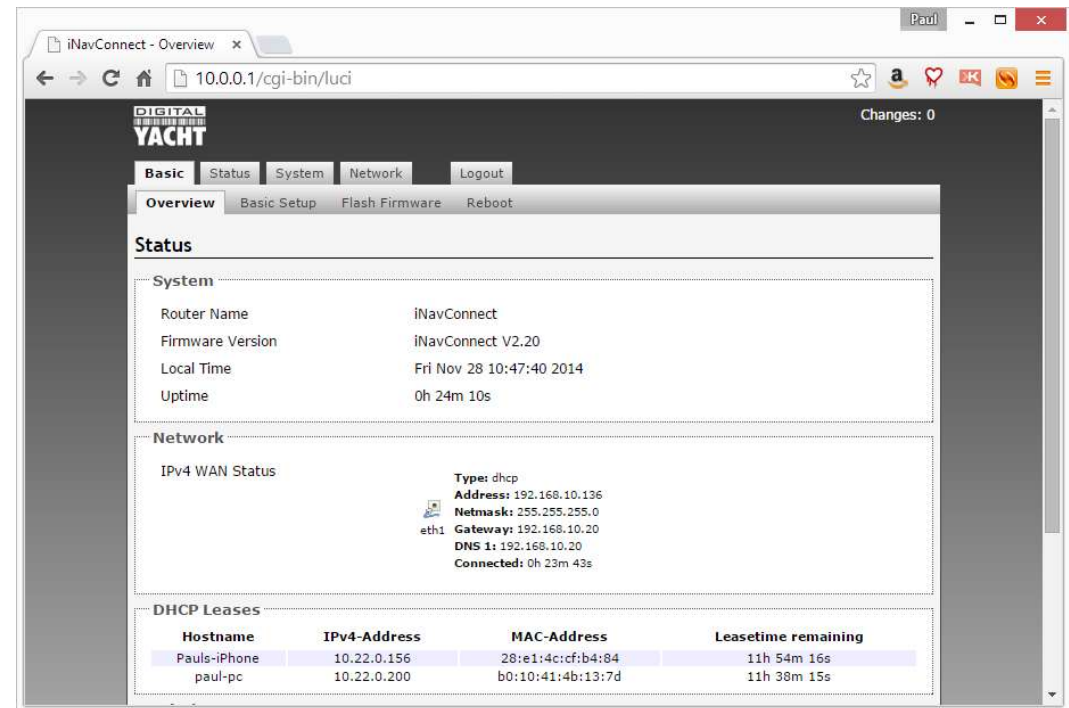 Paul
iNavConnect - Overview
10.0.0.1/cgi-bin/luci
DIGITAL
YACHT
Changes: 0
Basic Status System Network Logout
Overview Basic Setup Flash Firmware Reboot
Status
System
Router Name iNavConnect
Firmware Version iNavConnect V2.20
Local Time Fri Nov 28 10:47:40 2014
Uptime 0h 24m 10s
Network
IPv4 WAN Status
Type: dhcp
Address: 192.168.10.136
Netmask: 255.255.255.0
eth1 Gateway: 192.168.10.20
DNS 1: 192.168.10.20
Connected: 0h 23m 43s
DHCP Leases
Hostname IPv4-Address MAC-Address Leasetime remaining
Pauls-iPhone 10.22.0.156 28:e1:4c:cf:b4:84 11h 54m 16s
paul-pc 10.22.0.200 b0:10:41:4b:13:7d 11h 38m 15s